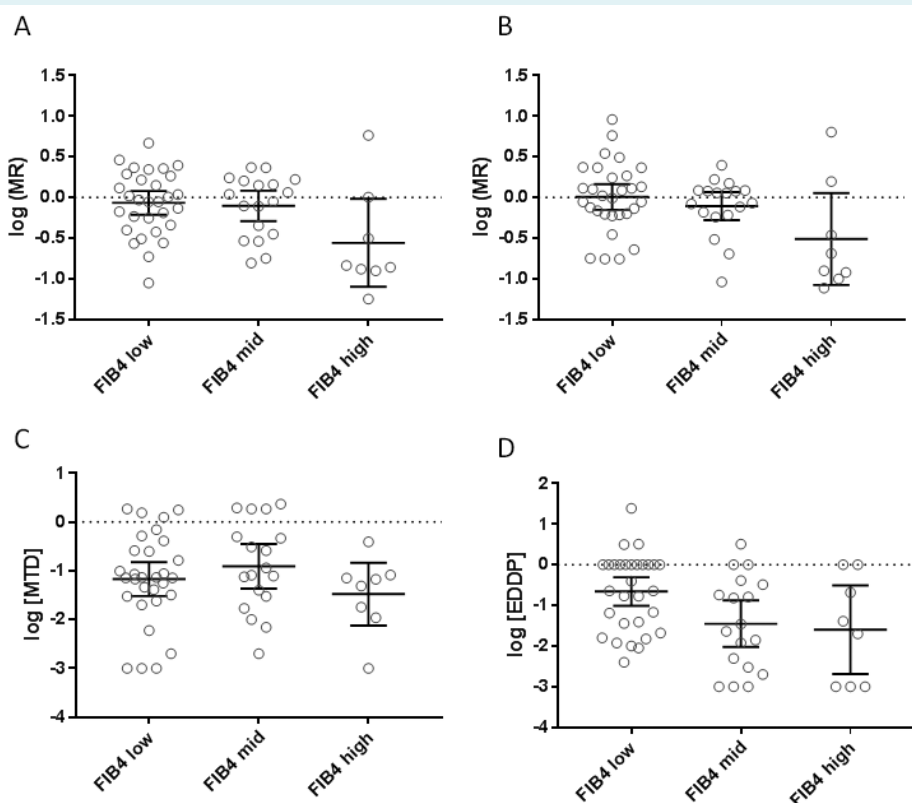 A
1.5
1.0
0.5
0.0
-0.5
-1.0
-1.5
log (MR)
FIB4 low
FIB4 mid
FIB4 high
B
1.5
1.0
0.5
0.0
-0.5
-1.0
-1.5
log (MR)
FIB4 low
FIB4 mid
FIB4 high
C
1
0
-1
-2
-3
-4
log [MTD]
FIB4 low
FIB4 mid
FIB4 high
D
2
1
0
-1
-2
-3
-4
log [EDDP]
FIB4 low
FIB4 mid
FIB4 high